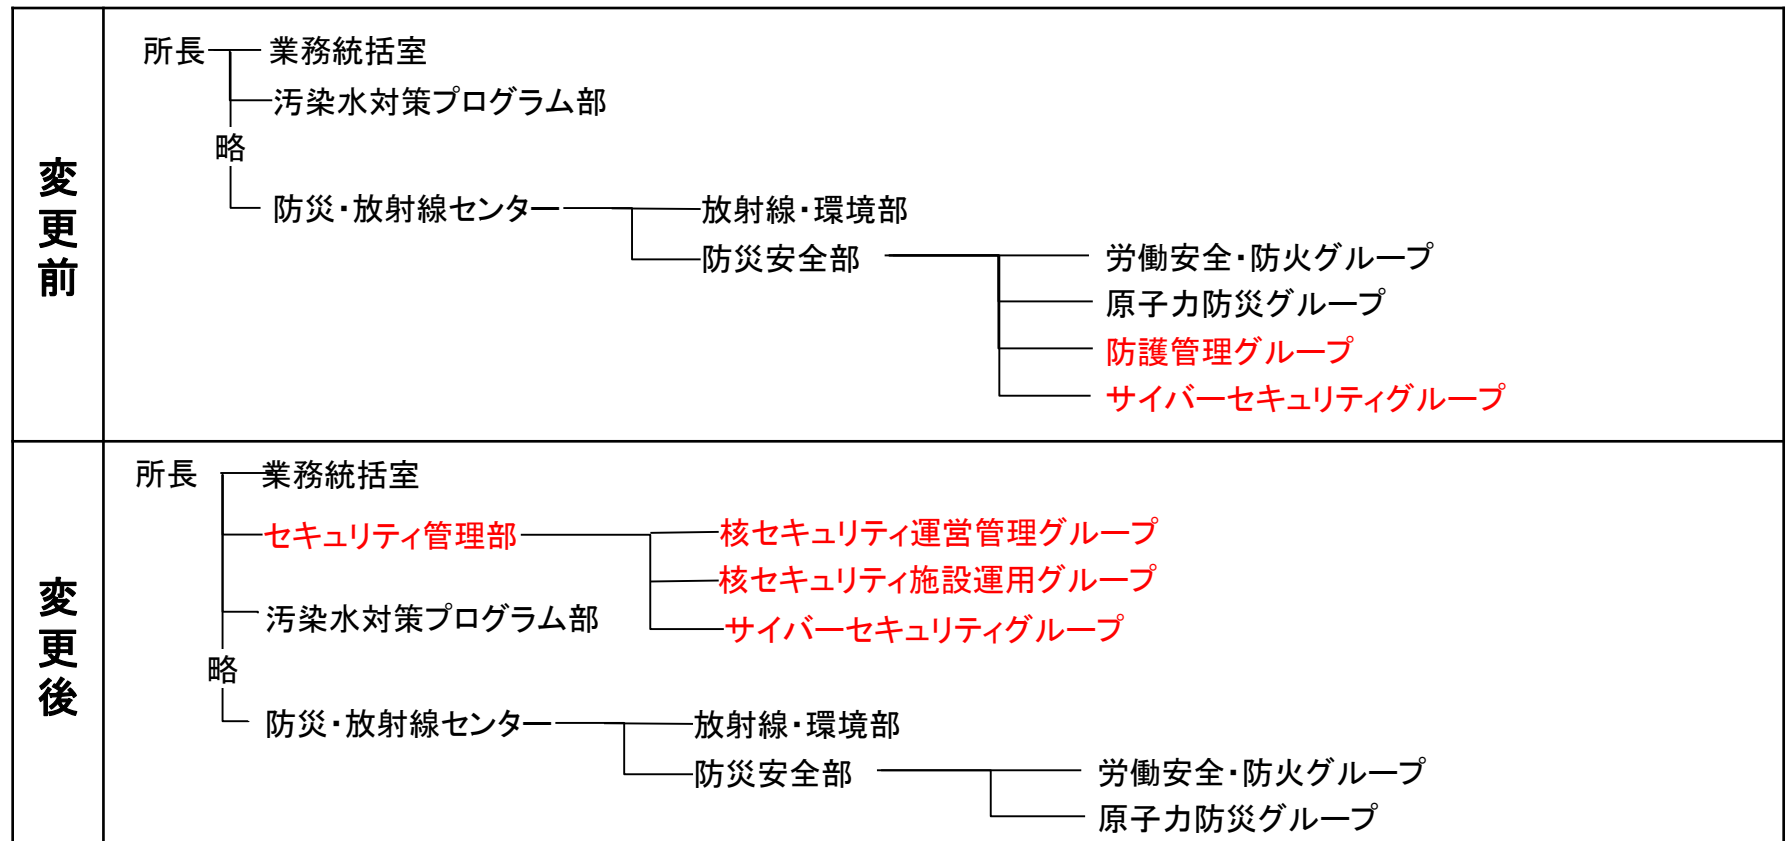 変更前
所長 業務統括室
汚染水対策プログラム部
略
防災・放射線センター 放射線・環境部
防災安全部 労働安全・防火グループ
原子力防災グループ
防護管理グループ
サイバーセキュリティグループ
変更後
所長 業務統括室
セキュリティ管理部 核セキュリティ運営管理グループ
核セキュリティ施設運用グループ
汚染水対策プログラム部 サイバーセキュリティグループ
略
防災・放射線センター 放射線・環境部
防災安全部 労働安全・防火グループ
原子力防災グループ